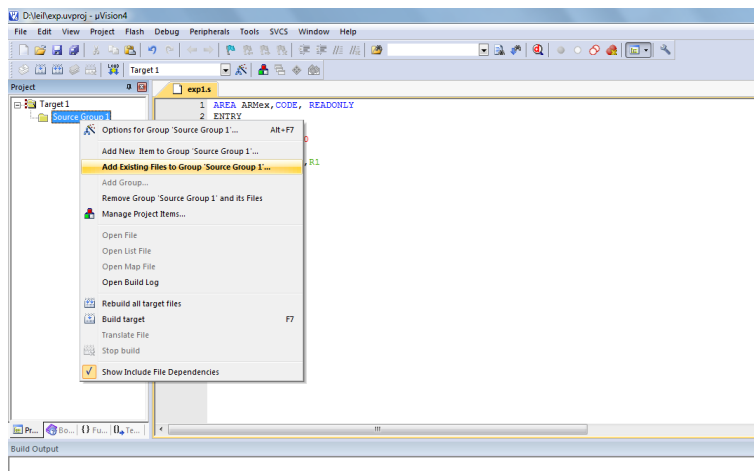 D:\leil\exp.uvproj - µVision4
File Edit View Project Flash Debug Peripherals Tools SVCS Window Help
Target 1
Project
exp1.s
Target 1
Source Group 1
1 AREA ARMex,CODE, READONLY
2 ENTRY
0
,R1
Options for Group 'Source Group 1'... Alt+F7
Add New Item to Group 'Source Group 1'...
Add Existing Files to Group 'Source Group 1'...
Add Group...
Remove Group 'Source Group 1' and its Files
Manage Project Items...
Open File
Open List File
Open Map File
Open Build Log
Rebuild all target files
Build target F7
Translate File
Stop build
Show Include File Dependencies
Pr... Bo... {} Fu... Te...
Build Output